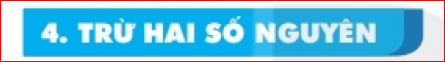 4. TRỪ HAI SỐ NGUYÊN